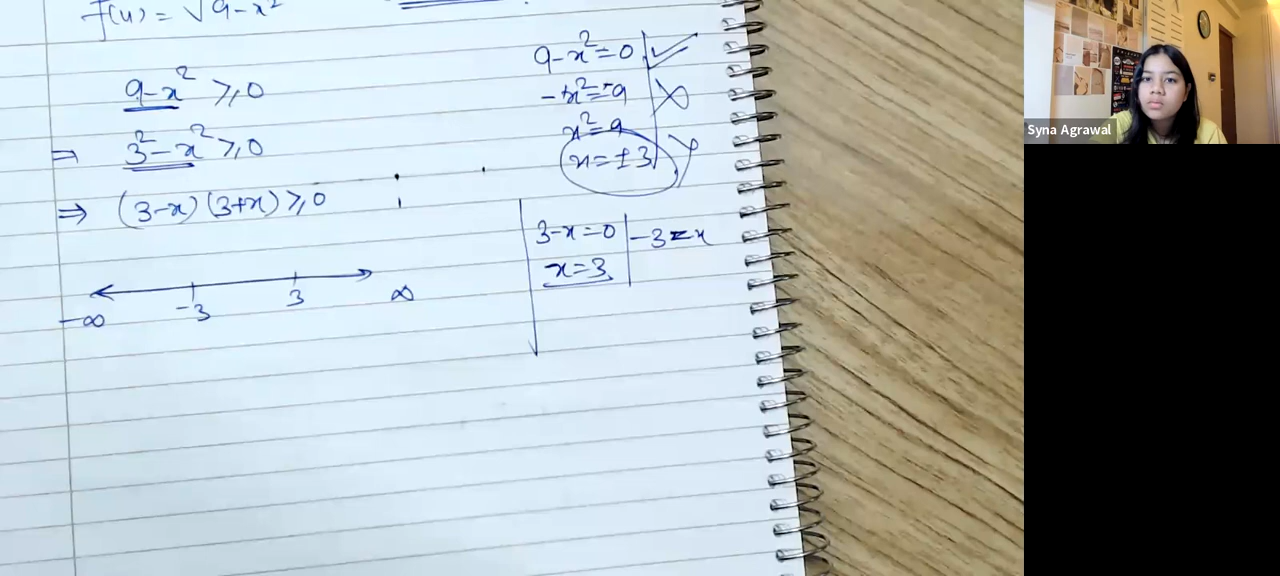 f(x) = √9-x²
9-x² ≥ 0
⇒ 3²-x² ≥ 0
⇒ (3-x) (3+x) ≥ 0
-∞ -3 3 ∞
9-x² = 0
-x² = -9
x² = 9
x = ±3
3-x = 0 -3 = x
x = 3
Syna Agrawal